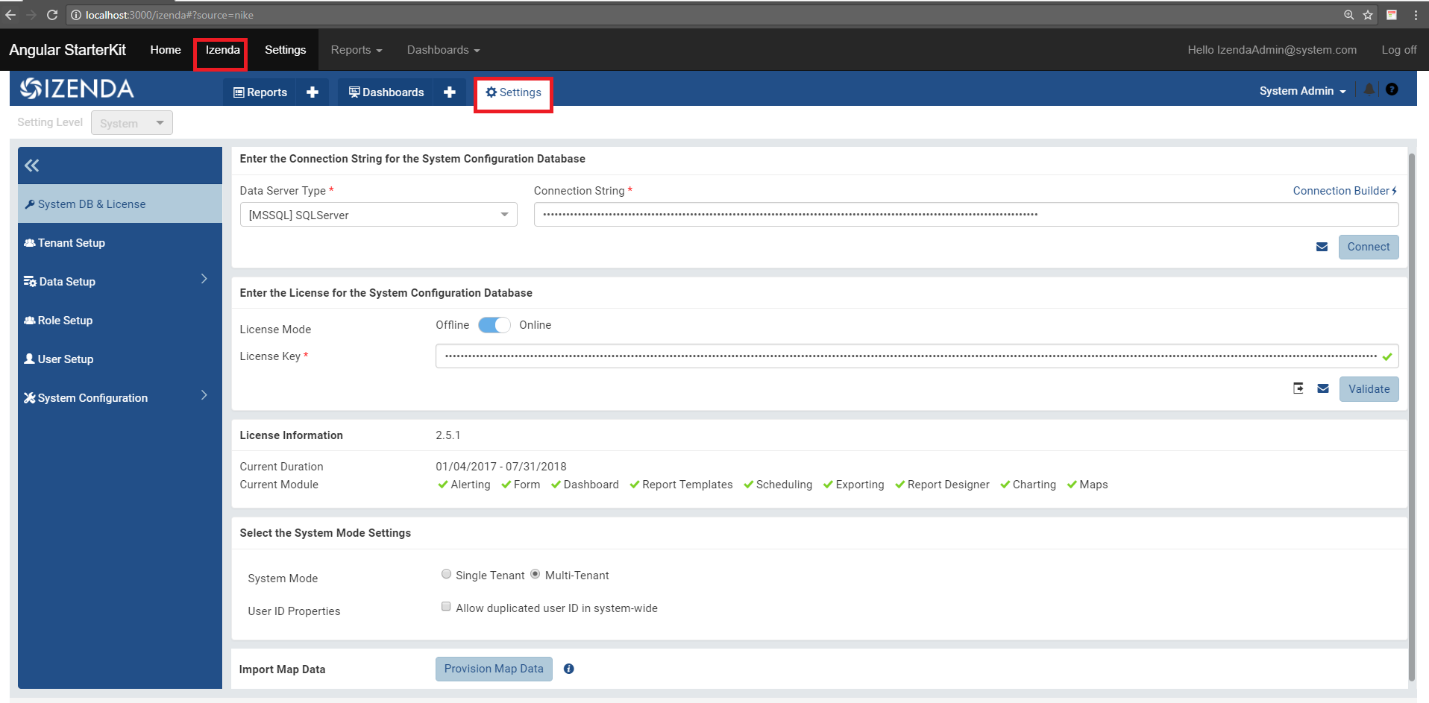 localhost:3000/izenda#?source=nike
Angular StarterKit Home Izenda Settings Reports Dashboards Hello IzendaAdmin@system.com Log off
IZENDA Reports Dashboards Settings System Admin
Setting Level System
System DB & License
Tenant Setup
Data Setup
Role Setup
User Setup
System Configuration
Enter the Connection String for the System Configuration Database
Data Server Type * Connection String * Connection Builder
[MSSQL] SQLServer
Connect
Enter the License for the System Configuration Database
License Mode Offline Online
License Key *
Validate
License Information 2.5.1
Current Duration 01/04/2017 - 07/31/2018
Current Module Alerting Form Dashboard Report Templates Scheduling Exporting Report Designer Charting Maps
Select the System Mode Settings
System Mode Single Tenant Multi-Tenant
User ID Properties Allow duplicated user ID in system-wide
Import Map Data Provision Map Data